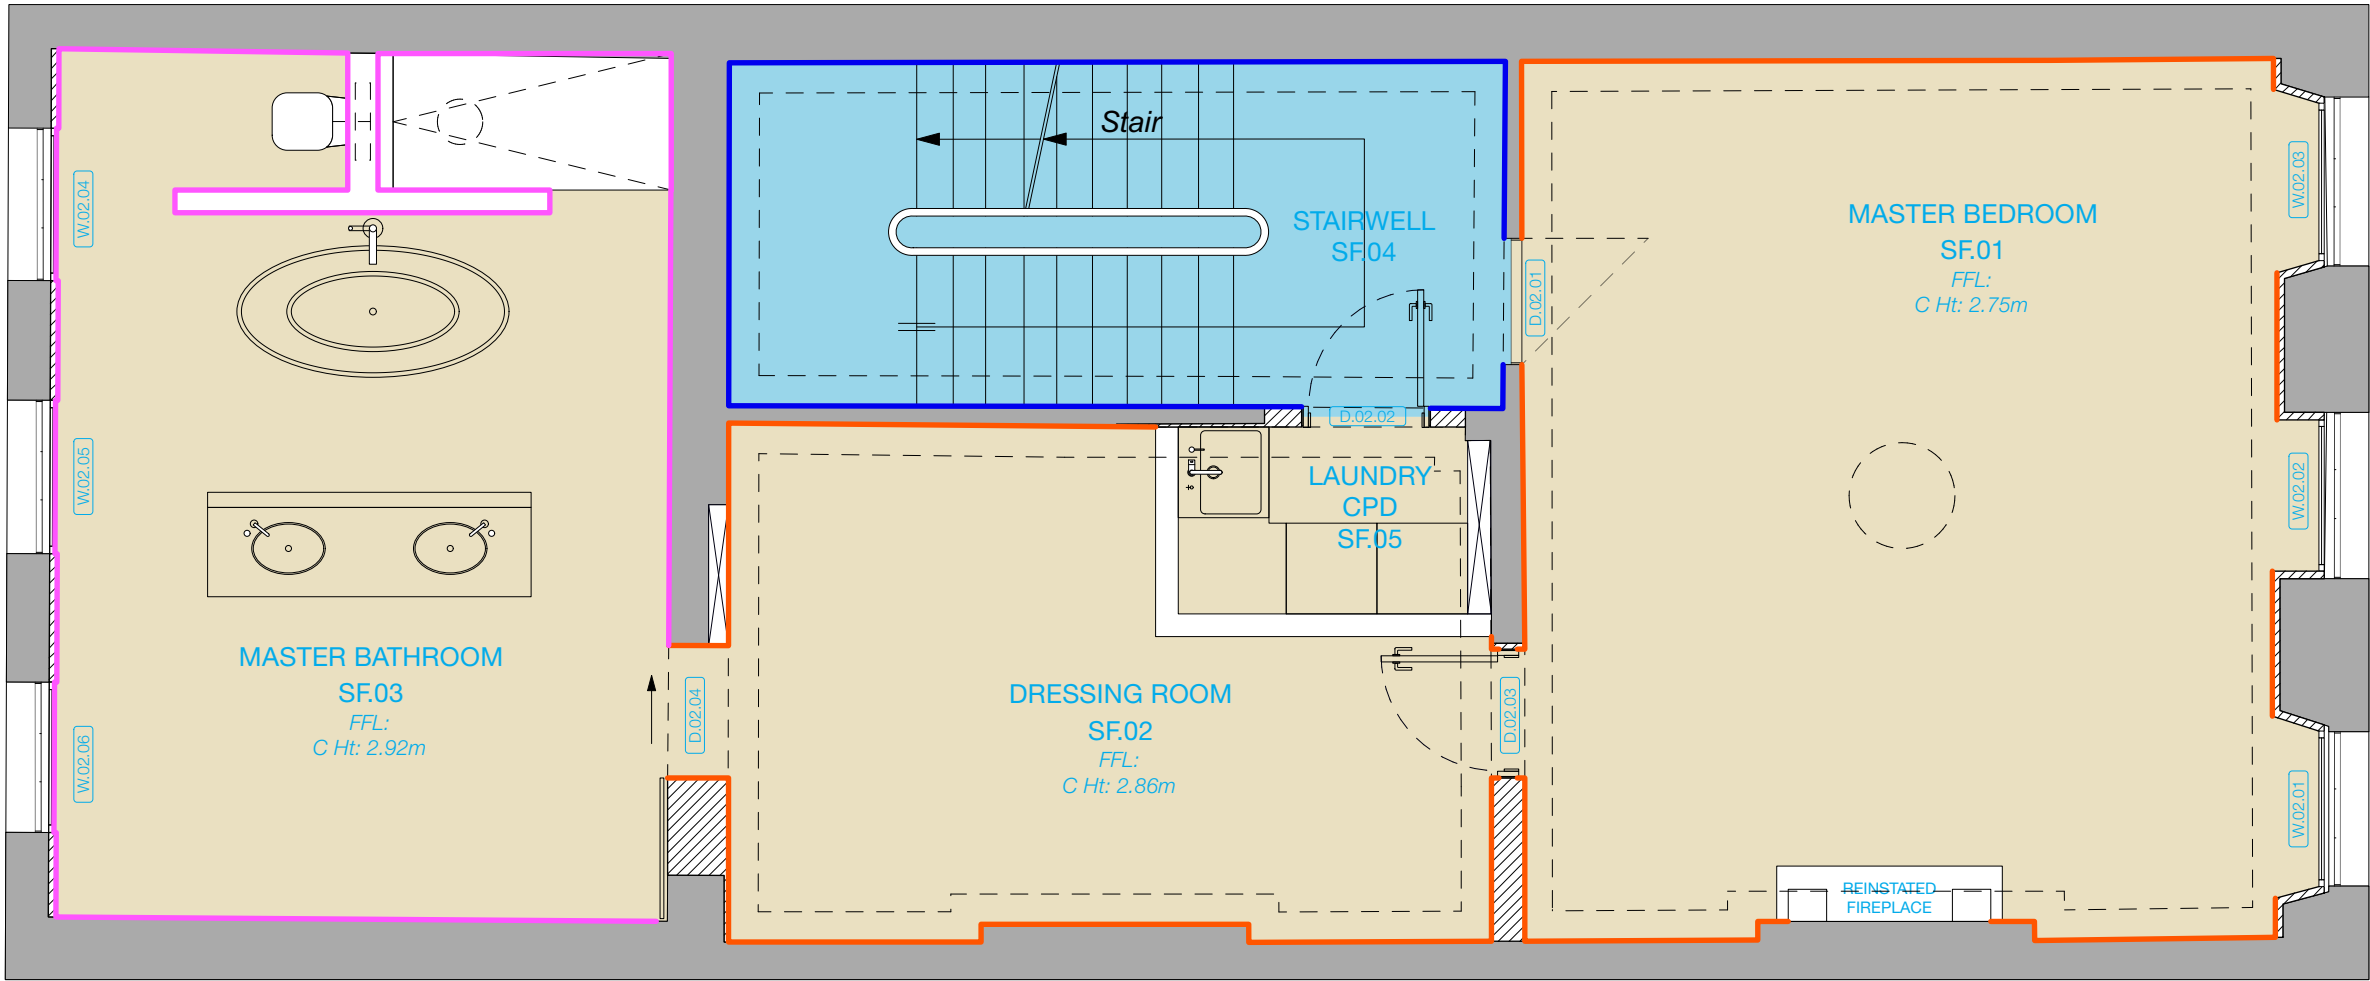 Stair
STAIRWELL
SF.04
MASTER BEDROOM
SF.01
FFL:
C Ht: 2.75m
W.02.04
W.02.03
D.02.01
D.02.02
W.02.05
LAUNDRY
CPD
SF.05
W.02.02
MASTER BATHROOM
SF.03
FFL:
C Ht: 2.92m
W.02.06
D.02.04
DRESSING ROOM
SF.02
FFL:
C Ht: 2.86m
D.02.03
W.02.01
REINSTATED
FIREPLACE